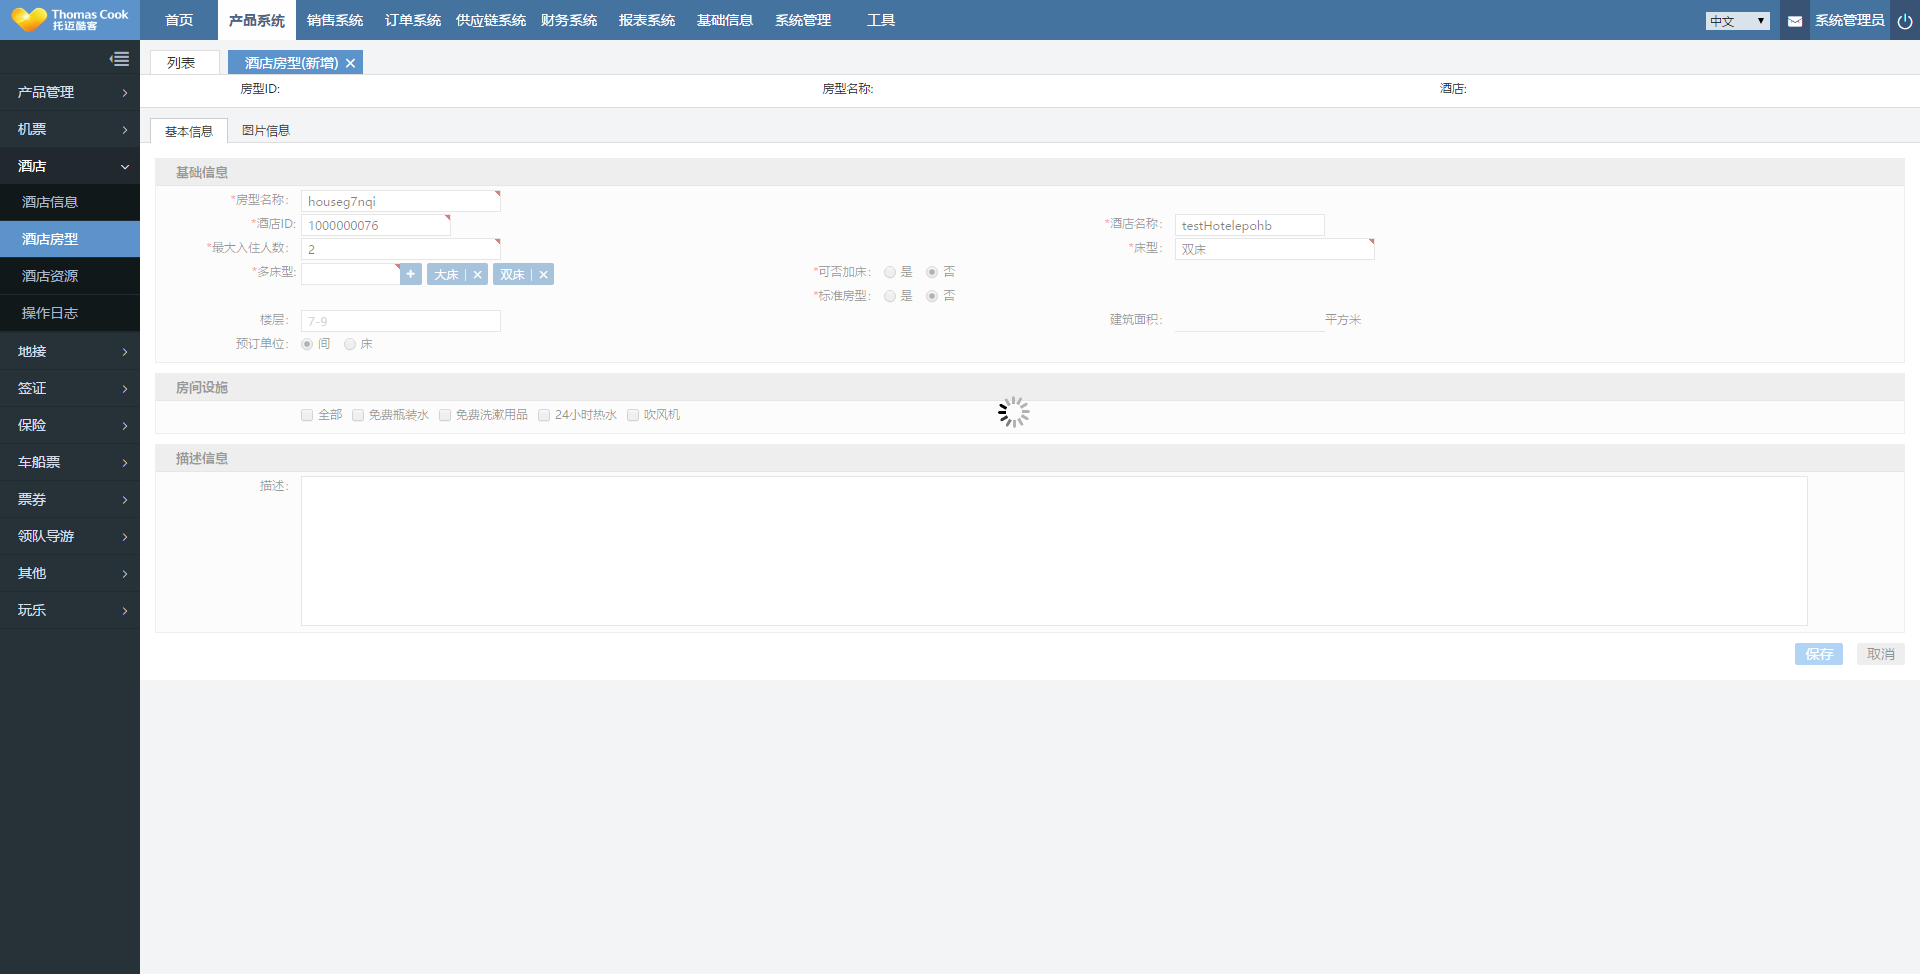 Thomas Cook
托迈酷客
首页 产品系统 销售系统 订单系统 供应链系统 财务系统 报表系统 基础信息 系统管理 工具
中文 系统管理员
产品管理
机票
酒店
酒店信息
酒店房型
酒店资源
操作日志
地接
签证
保险
车船票
票券
领队导游
其他
玩乐
列表 酒店房型(新增)
房型ID: 房型名称: 酒店:
基本信息 图片信息
基础信息
*房型名称: houseg7nqi
*酒店ID: 1000000076 *酒店名称: testHotelepohb
*最大入住人数: 2 *床型: 双床
*多床型: + 大床 × 双床 × *可否加床: 是 否
*标准房型: 是 否
楼层: 7-9 建筑面积: 平方米
预订单位: 间 床
房间设施
全部 免费瓶装水 免费洗漱用品 24小时热水 吹风机
描述信息
描述:
保存 取消